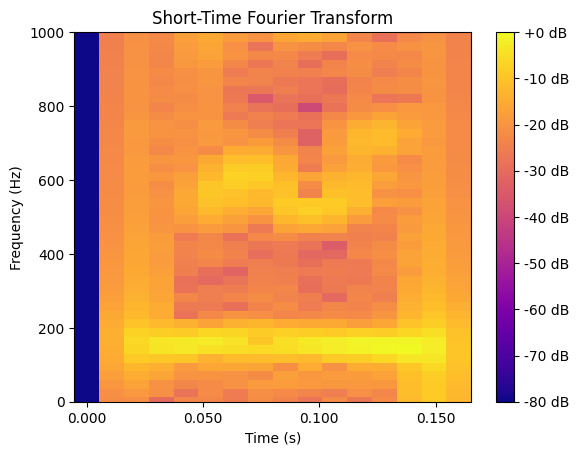 Short-Time Fourier Transform
Frequency (Hz)
1000
800
600
400
200
0
0.000
0.050
0.100
0.150
Time (s)
+0 dB
-10 dB
-20 dB
-30 dB
-40 dB
-50 dB
-60 dB
-70 dB
-80 dB